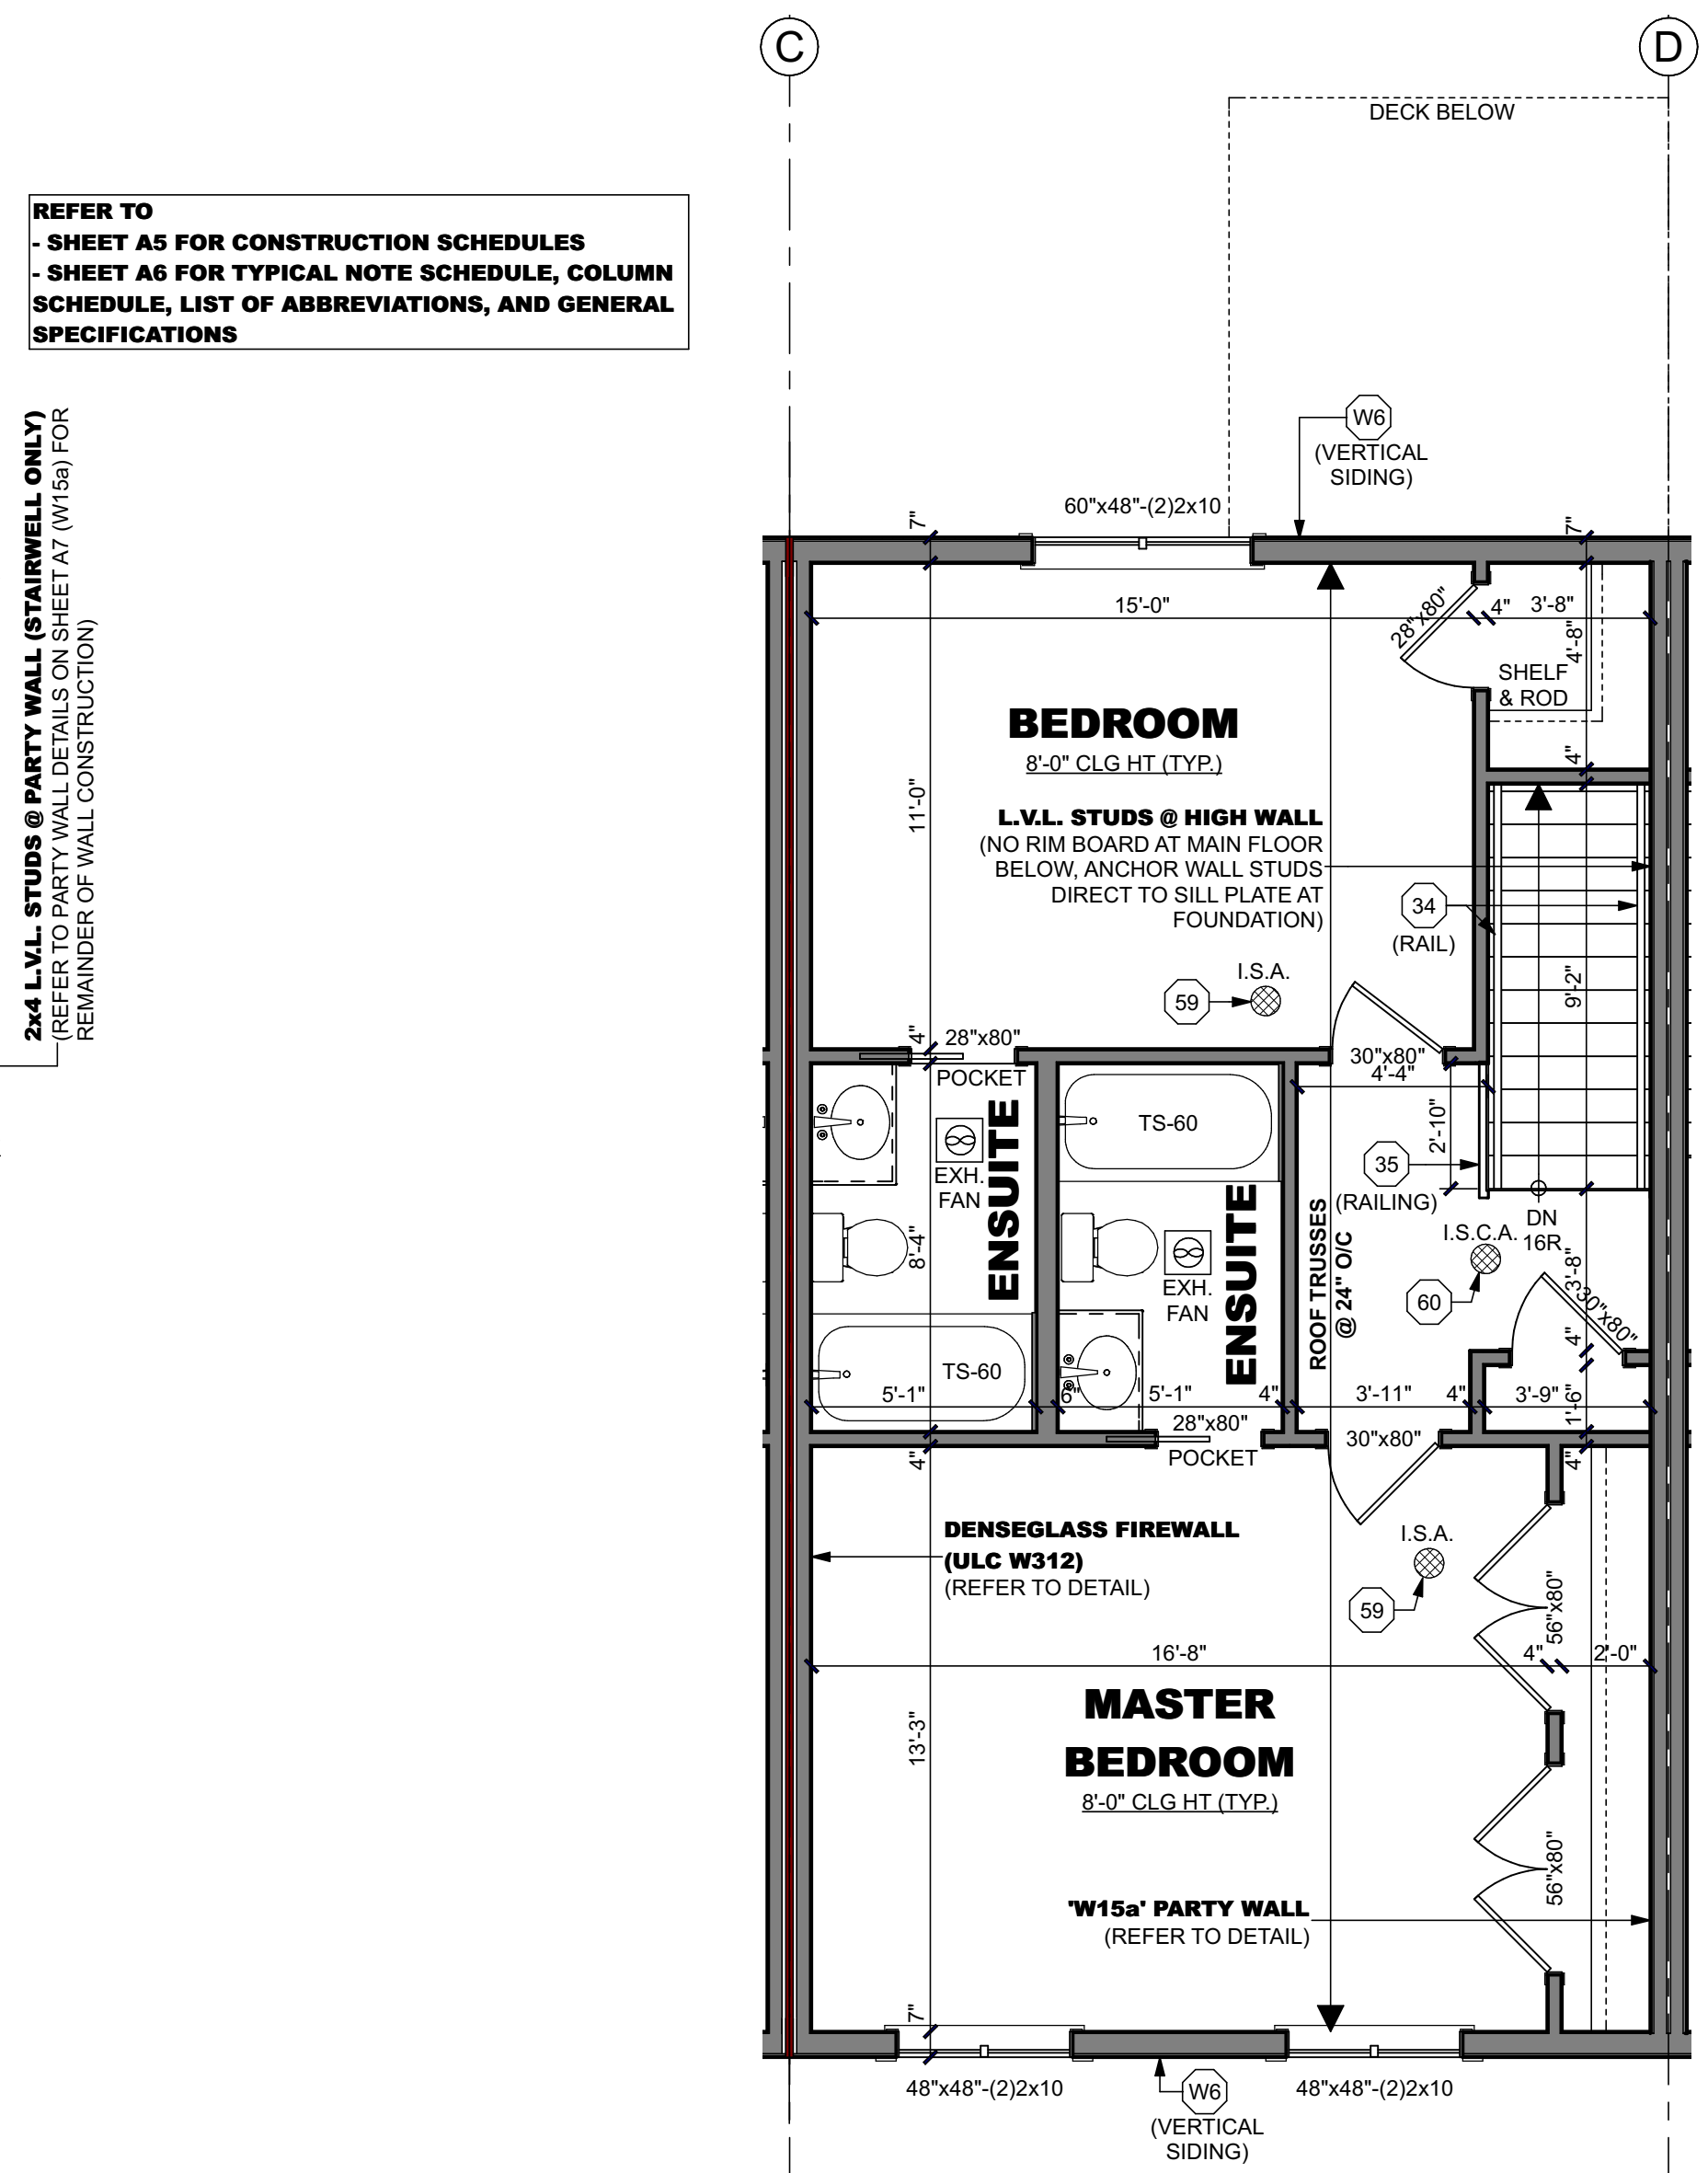 C
D
DECK BELOW
REFER TO
- SHEET A5 FOR CONSTRUCTION SCHEDULES
- SHEET A6 FOR TYPICAL NOTE SCHEDULE, COLUMN
SCHEDULE, LIST OF ABBREVIATIONS, AND GENERAL
SPECIFICATIONS
2x4 L.V.L. STUDS @ PARTY WALL (STAIRWELL ONLY)
(REFER TO PARTY WALL DETAILS ON SHEET A7 (W15a) FOR
REMAINDER OF WALL CONSTRUCTION)
W6
(VERTICAL
SIDING)
60"x48"-(2)2x10
7"
7"
15'-0"
28"x80"
4"
3'-8"
4'-8"
SHELF
& ROD
BEDROOM
8'-0" CLG HT (TYP.)
4"
11'-0"
L.V.L. STUDS @ HIGH WALL
(NO RIM BOARD AT MAIN FLOOR
BELOW, ANCHOR WALL STUDS
DIRECT TO SILL PLATE AT
FOUNDATION)
34
(RAIL)
9'-2"
I.S.A.
59
4"
28"x80"
POCKET
30"x80"
4'-4"
TS-60
2'-10"
35
(RAILING)
EXH.
FAN
ENSUITE
8'-4"
EXH.
FAN
ENSUITE
ROOF TRUSSES
@ 24" O/C
DN
16R
I.S.C.A.
60
3'-8"
30"x80"
4"
TS-60
5'-1"
6"
5'-1"
4"
3'-11"
4"
3'-9"
1'-6"
28"x80"
POCKET
30"x80"
4"
4"
DENSEGLASS FIREWALL
(ULC W312)
(REFER TO DETAIL)
I.S.A.
59
56"x80"
16'-8"
4"
2'-0"
MASTER
BEDROOM
8'-0" CLG HT (TYP.)
13'-3"
56"x80"
'W15a' PARTY WALL
(REFER TO DETAIL)
7"
48"x48"-(2)2x10
W6
(VERTICAL
SIDING)
48"x48"-(2)2x10